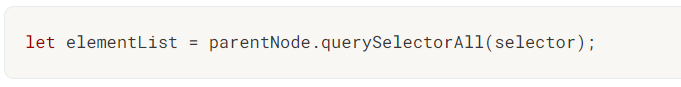 let elementList = parentNode.querySelectorAll(selector);